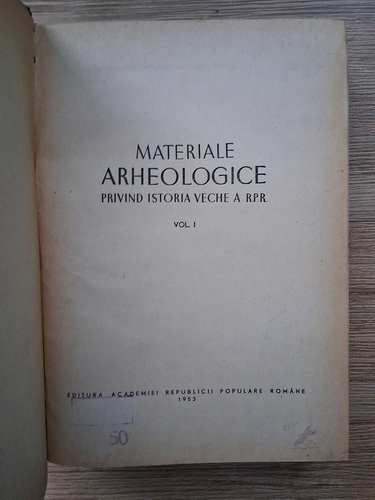 MATERIALE
ARHEOLOGICE
PRIVIND ISTORIA VECHE A R.P.R.
VOL. I
EDITURA ACADEMIEI REPUBLICII POPULARE ROMÂNE
1953
50